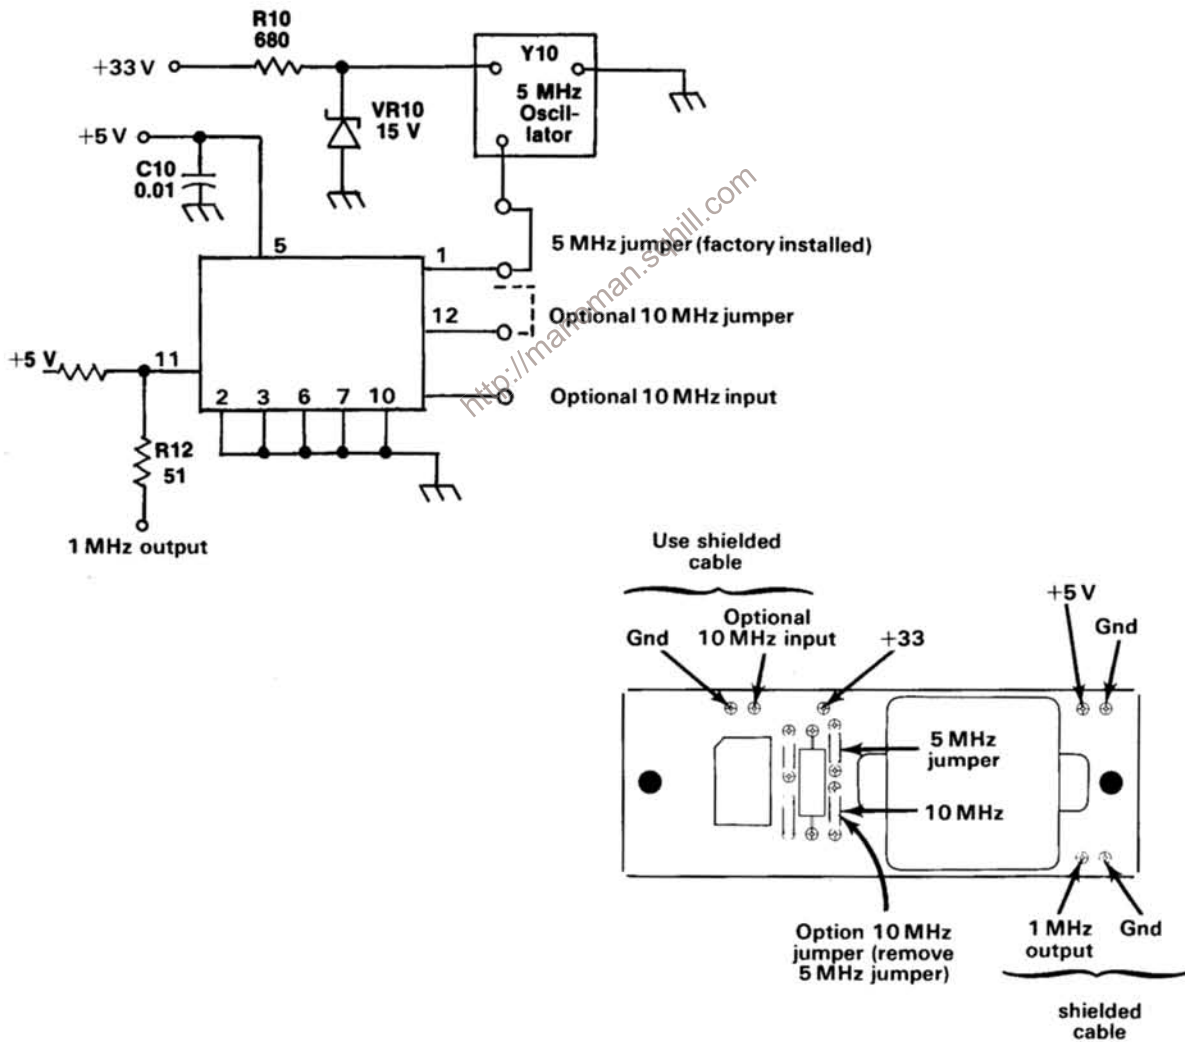 R10
680
+33 V
Y10
5 MHz
Oscil-
lator
VR10
15 V
+5 V
C10
0.01
5
1
5 MHz jumper (factory installed)
12
Optional 10 MHz jumper
+5 V
11
2 3 6 7 10
Optional 10 MHz input
R12
51
1 MHz output
http://manoman.sqhill.com
Use shielded
cable
Gnd
Optional
10 MHz input
+33
+5 V
Gnd
5 MHz
jumper
10 MHz
Option 10 MHz
jumper (remove
5 MHz jumper)
1 MHz
output
Gnd
shielded
cable